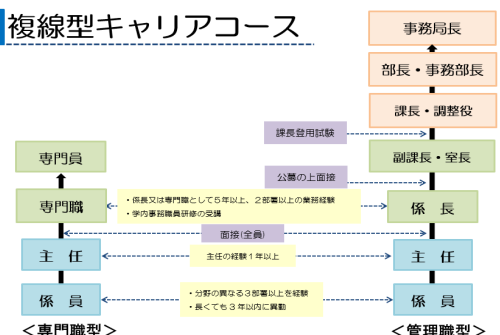 複線型キャリアコース
事務局長
部長・事務部長
課長・調整役
課長登用試験
専門員
副課長・室長
公募の上面接
専門職
・係長又は専門職として５年以上、２部署以上の業務経験
・学内事務職員研修の受講
係 長
面接(全員)
主 任
主任の経験１年以上
主 任
係 員
・分野の異なる３部署以上を経験
・長くても３年以内に異動
係 員
＜専門職型＞
＜管理職型＞